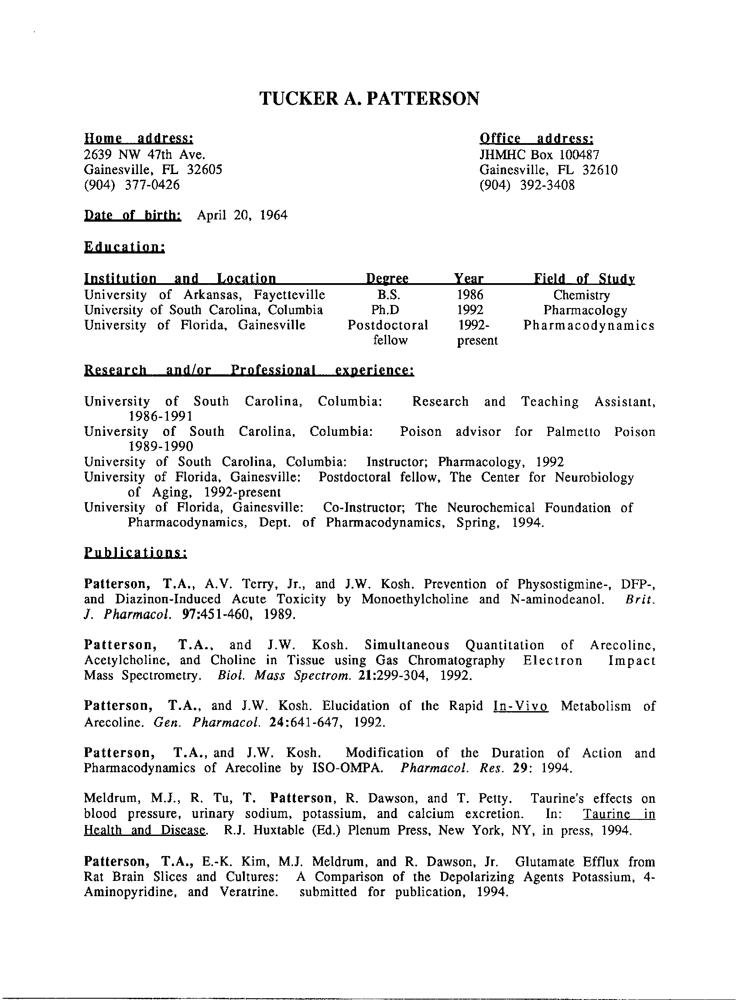 TUCKER A. PATTERSON
Home address: Office address:
2639 NW 47th Ave. JHMHC Box 100487
Gainesville, FL 32605 Gainesville, FL 32610
(904) 377-0426 (904) 392-3408
Date of birth: April 20, 1964
Education:
Institution and Location Degree Year Field of Study
University of Arkansas, Fayetteville B.S. 1986 Chemistry
University of South Carolina, Columbia Ph.D 1992 Pharmacology
University of Florida, Gainesville Postdoctoral 1992- Pharmacodynamics
fellow present
Research and/or Professional experience:
University of South Carolina, Columbia: Research and Teaching Assistant,
1986-1991
University of South Carolina, Columbia: Poison advisor for Palmetto Poison
1989-1990
University of South Carolina, Columbia: Instructor; Pharmacology, 1992
University of Florida, Gainesville: Postdoctoral fellow, The Center for Neurobiology
of Aging, 1992-present
University of Florida, Gainesville: Co-Instructor; The Neurochemical Foundation of
Pharmacodynamics, Dept. of Pharmacodynamics, Spring, 1994.
Publications:
Patterson, T.A., A.V. Terry, Jr., and J.W. Kosh. Prevention of Physostigmine-, DFP-,
and Diazinon-Induced Acute Toxicity by Monoethylcholine and N-aminodeanol. Brit.
J. Pharmacol. 97:451-460, 1989.
Patterson, T.A., and J.W. Kosh. Simultaneous Quantitation of Arecoline,
Acetylcholine, and Choline in Tissue using Gas Chromatography Electron Impact
Mass Spectrometry. Biol. Mass Spectrom. 21:299-304, 1992.
Patterson, T.A., and J.W. Kosh. Elucidation of the Rapid In-Vivo Metabolism of
Arecoline. Gen. Pharmacol. 24:641-647, 1992.
Patterson, T.A., and J.W. Kosh. Modification of the Duration of Action and
Pharmacodynamics of Arecoline by ISO-OMPA. Pharmacol. Res. 29: 1994.
Meldrum, M.J., R. Tu, T. Patterson, R. Dawson, and T. Petty. Taurine's effects on
blood pressure, urinary sodium, potassium, and calcium excretion. In: Taurine in
Health and Disease. R.J. Huxtable (Ed.) Plenum Press, New York, NY, in press, 1994.
Patterson, T.A., E.-K. Kim, M.J. Meldrum, and R. Dawson, Jr. Glutamate Efflux from
Rat Brain Slices and Cultures: A Comparison of the Depolarizing Agents Potassium, 4-
Aminopyridine, and Veratrine. submitted for publication, 1994.